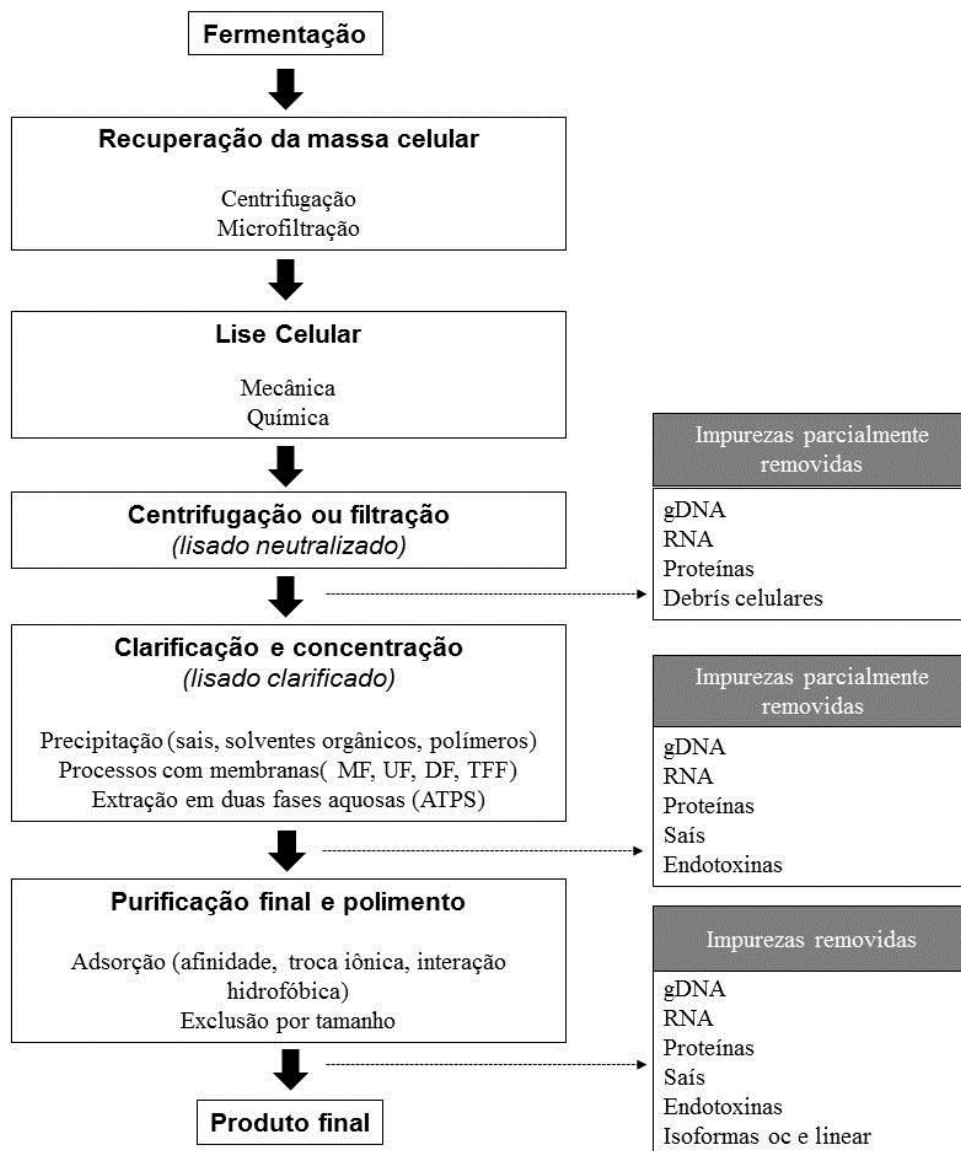 Fermentação
Recuperação da massa celular
Centrifugação
Microfiltração
Lise Celular
Mecânica
Química
Centrifugação ou filtração
(lisado neutralizado)
Impurezas parcialmente
removidas
gDNA
RNA
Proteínas
Debrís celulares
Clarificação e concentração
(lisado clarificado)
Precipitação (sais, solventes orgânicos, polímeros)
Processos com membranas( MF, UF, DF, TFF)
Extração em duas fases aquosas (ATPS)
Impurezas parcialmente
removidas
gDNA
RNA
Proteínas
Saís
Endotoxinas
Purificação final e polimento
Adsorção (afinidade, troca iônica, interação
hidrofóbica)
Exclusão por tamanho
Impurezas removidas
gDNA
RNA
Proteínas
Saís
Endotoxinas
Isoformas oc e linear
Produto final